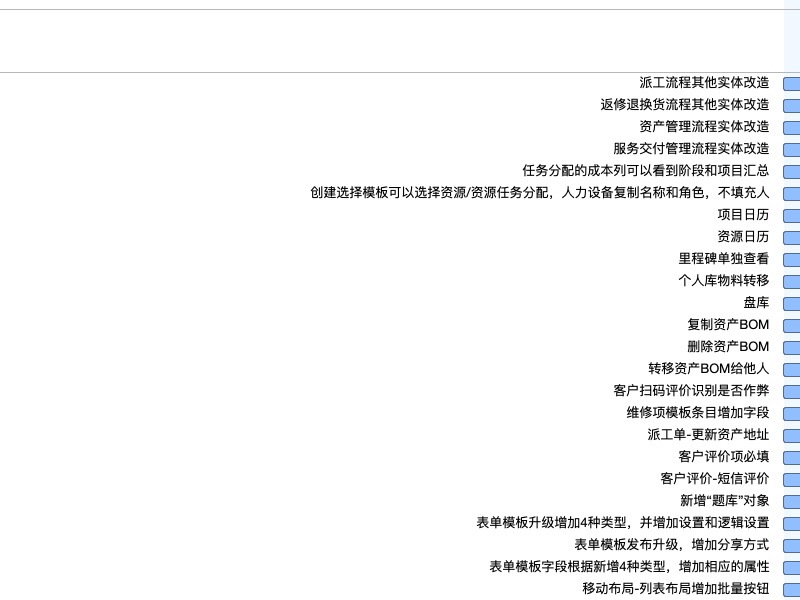 派工流程其他实体改造
返修退换货流程其他实体改造
资产管理流程实体改造
服务交付管理流程实体改造
任务分配的成本列可以看到阶段和项目汇总
创建选择模板可以选择资源/资源任务分配，人力设备复制名称和角色，不填充人
项目日历
资源日历
里程碑单独查看
个人库物料转移
盘库
复制资产BOM
删除资产BOM
转移资产BOM给他人
客户扫码评价识别是否作弊
维修项模板条目增加字段
派工单-更新资产地址
客户评价项必填
客户评价-短信评价
新增“题库”对象
表单模板升级增加4种类型，并增加设置和逻辑设置
表单模板发布升级，增加分享方式
表单模板字段根据新增4种类型，增加相应的属性
移动布局-列表布局增加批量按钮